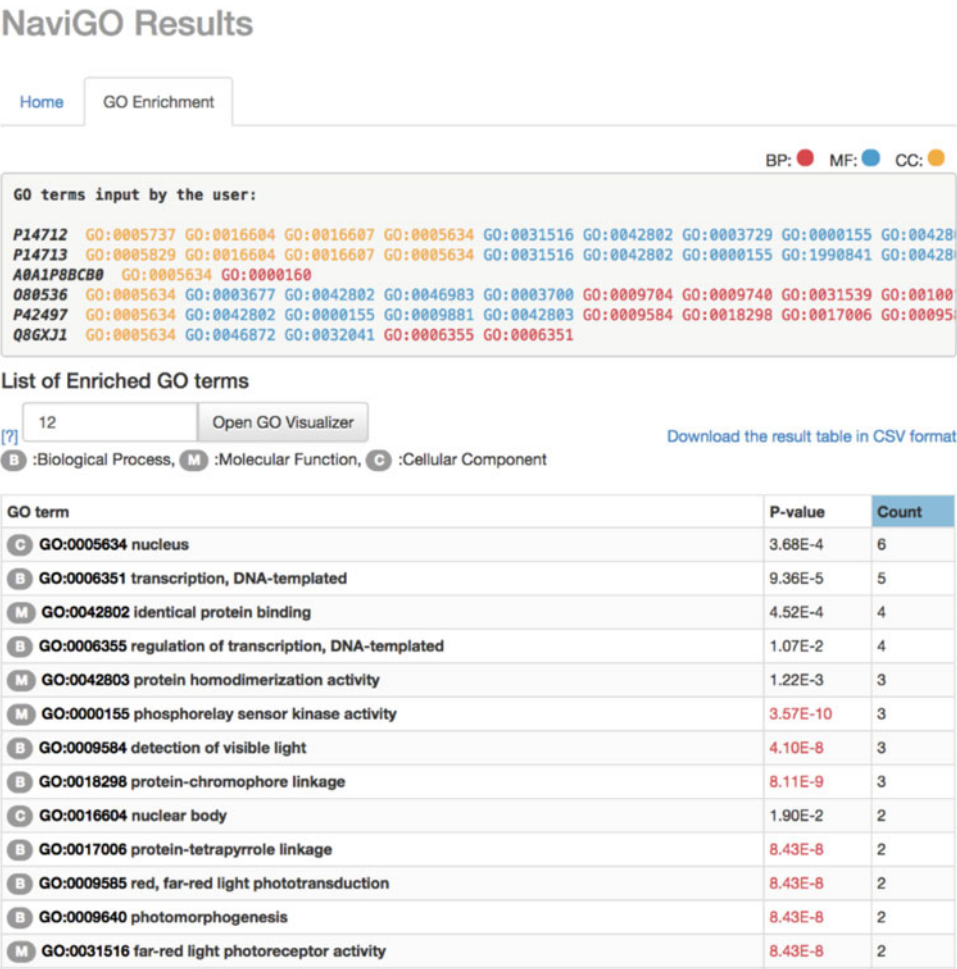 NaviGO Results
Home GO Enrichment
BP: MF: CC:
GO terms input by the user:
P14712 GO:0005737 GO:0016604 GO:0016607 GO:0005634 GO:0031516 GO:0042802 GO:0003729 GO:0000155 GO:00428
P14713 GO:0005829 GO:0016604 GO:0016607 GO:0005634 GO:0031516 GO:0042802 GO:0000155 GO:1990841 GO:00428
A0A1P8BCB0 GO:0005634 GO:0000160
O80536 GO:0005634 GO:0003677 GO:0042802 GO:0046983 GO:0003700 GO:0009704 GO:0009740 GO:0031539 GO:00100
P42497 GO:0005634 GO:0042802 GO:0000155 GO:0009881 GO:0042803 GO:0009584 GO:0018298 GO:0017006 GO:00095
Q8GXJ1 GO:0005634 GO:0046872 GO:0032041 GO:0006355 GO:0006351
List of Enriched GO terms
[?] 12 Open GO Visualizer
Download the result table in CSV format
B :Biological Process, M :Molecular Function, C :Cellular Component
GO term P-value Count
C GO:0005634 nucleus 3.68E-4 6
B GO:0006351 transcription, DNA-templated 9.36E-5 5
M GO:0042802 identical protein binding 4.52E-4 4
B GO:0006355 regulation of transcription, DNA-templated 1.07E-2 4
M GO:0042803 protein homodimerization activity 1.22E-3 3
M GO:0000155 phosphorelay sensor kinase activity 3.57E-10 3
B GO:0009584 detection of visible light 4.10E-8 3
B GO:0018298 protein-chromophore linkage 8.11E-9 3
C GO:0016604 nuclear body 1.90E-2 2
B GO:0017006 protein-tetrapyrrole linkage 8.43E-8 2
B GO:0009585 red, far-red light phototransduction 8.43E-8 2
B GO:0009640 photomorphogenesis 8.43E-8 2
M GO:0031516 far-red light photoreceptor activity 8.43E-8 2